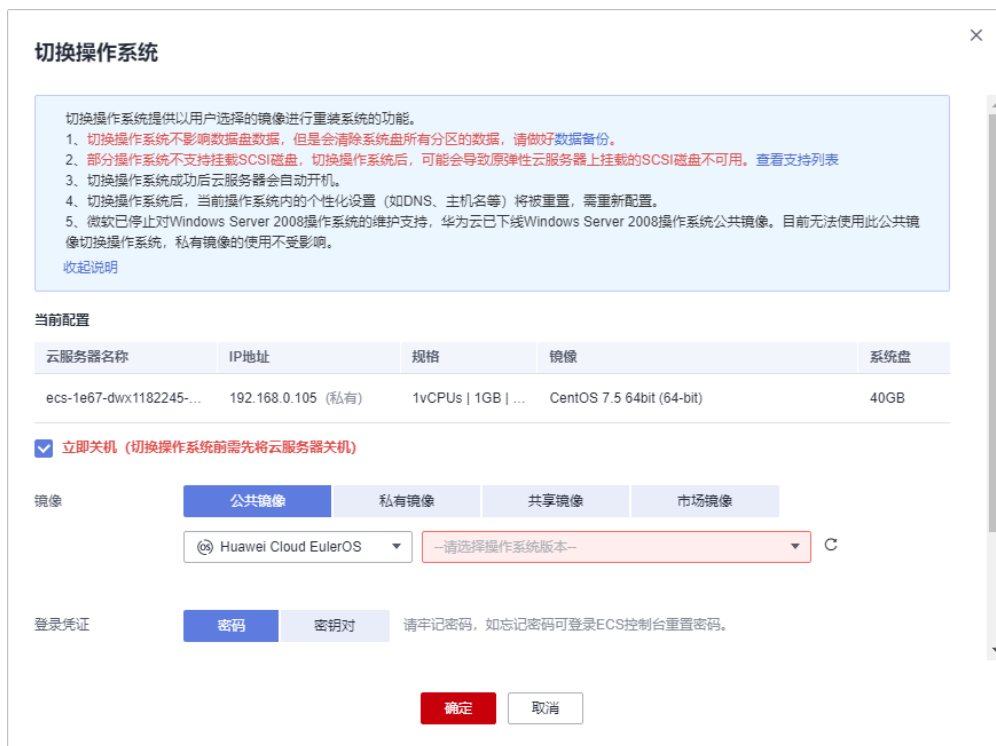 切换操作系统
切换操作系统提供以用户选择的镜像进行重装系统的功能。
1、切换操作系统不影响数据盘数据，但是会清除系统盘所有分区的数据，请做好数据备份。
2、部分操作系统不支持挂载SCSI磁盘，切换操作系统后，可能会导致原弹性云服务器上挂载的SCSI磁盘不可用。查看支持列表
3、切换操作系统成功后云服务器会自动开机。
4、切换操作系统后，当前操作系统内的个性化设置（如DNS、主机名等）将被重置，需重新配置。
5、微软已停止对Windows Server 2008操作系统的维护支持，华为云已下线Windows Server 2008操作系统公共镜像。目前无法使用此公共镜
像切换操作系统，私有镜像的使用不受影响。
收起说明
当前配置
云服务器名称 IP地址 规格 镜像 系统盘
ecs-1e67-dwx1182245-... 192.168.0.105 (私有) 1vCPUs | 1GB | ... CentOS 7.5 64bit (64-bit) 40GB
立即关机（切换操作系统前需先将云服务器关机）
镜像 公共镜像 私有镜像 共享镜像 市场镜像
Huawei Cloud EulerOS --请选择操作系统版本--
登录凭证 密码 密钥对 请牢记密码，如忘记密码可登录ECS控制台重置密码。
确定 取消